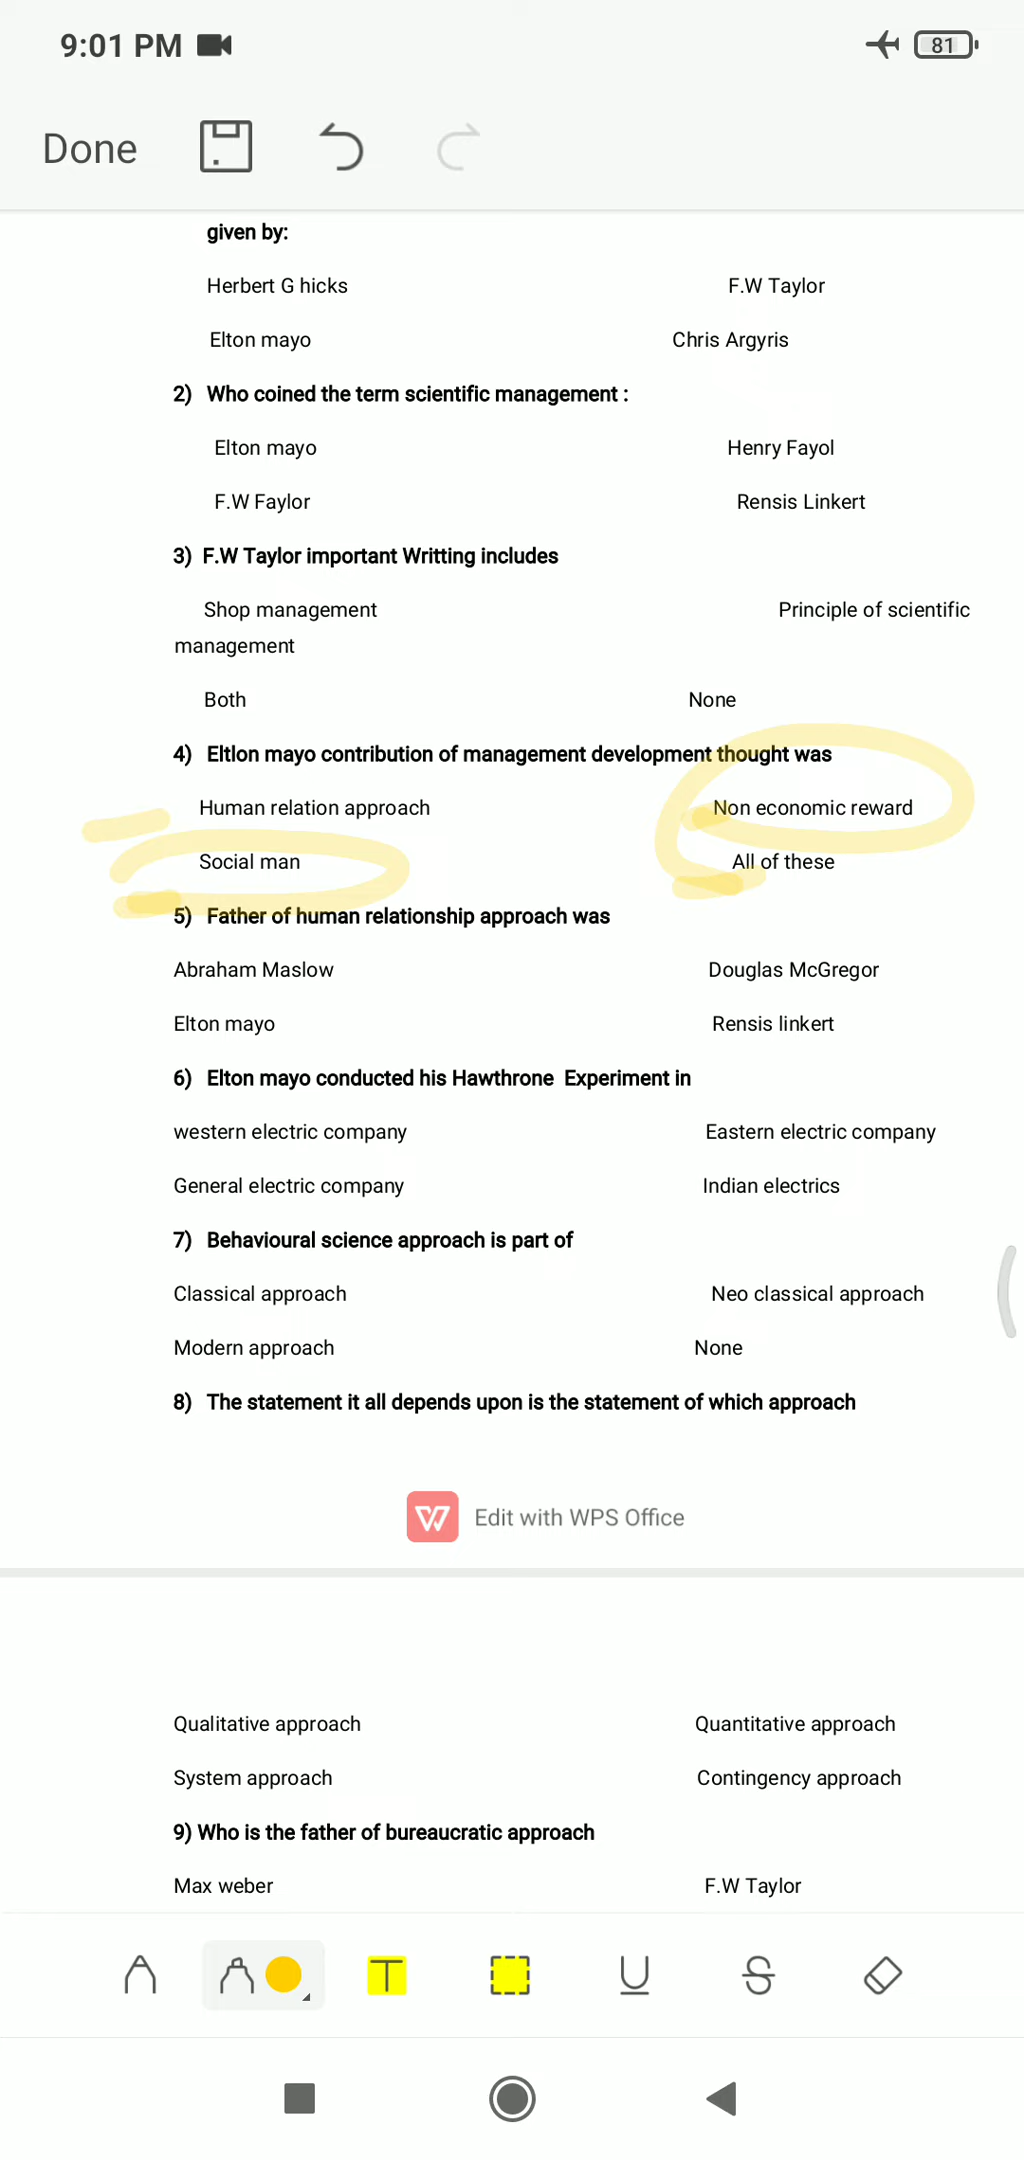 9:01 PM 81
Done
given by:
Herbert G hicks F.W Taylor
Elton mayo Chris Argyris
2) Who coined the term scientific management :
Elton mayo Henry Fayol
F.W Faylor Rensis Linkert
3) F.W Taylor important Writting includes
Shop management Principle of scientific
management
Both None
4) Eltlon mayo contribution of management development thought was
Human relation approach Non economic reward
Social man All of these
5) Father of human relationship approach was
Abraham Maslow Douglas McGregor
Elton mayo Rensis linkert
6) Elton mayo conducted his Hawthrone Experiment in
western electric company Eastern electric company
General electric company Indian electrics
7) Behavioural science approach is part of
Classical approach Neo classical approach
Modern approach None
8) The statement it all depends upon is the statement of which approach
W Edit with WPS Office
Qualitative approach Quantitative approach
System approach Contingency approach
9) Who is the father of bureaucratic approach
Max weber F.W Taylor
T U S